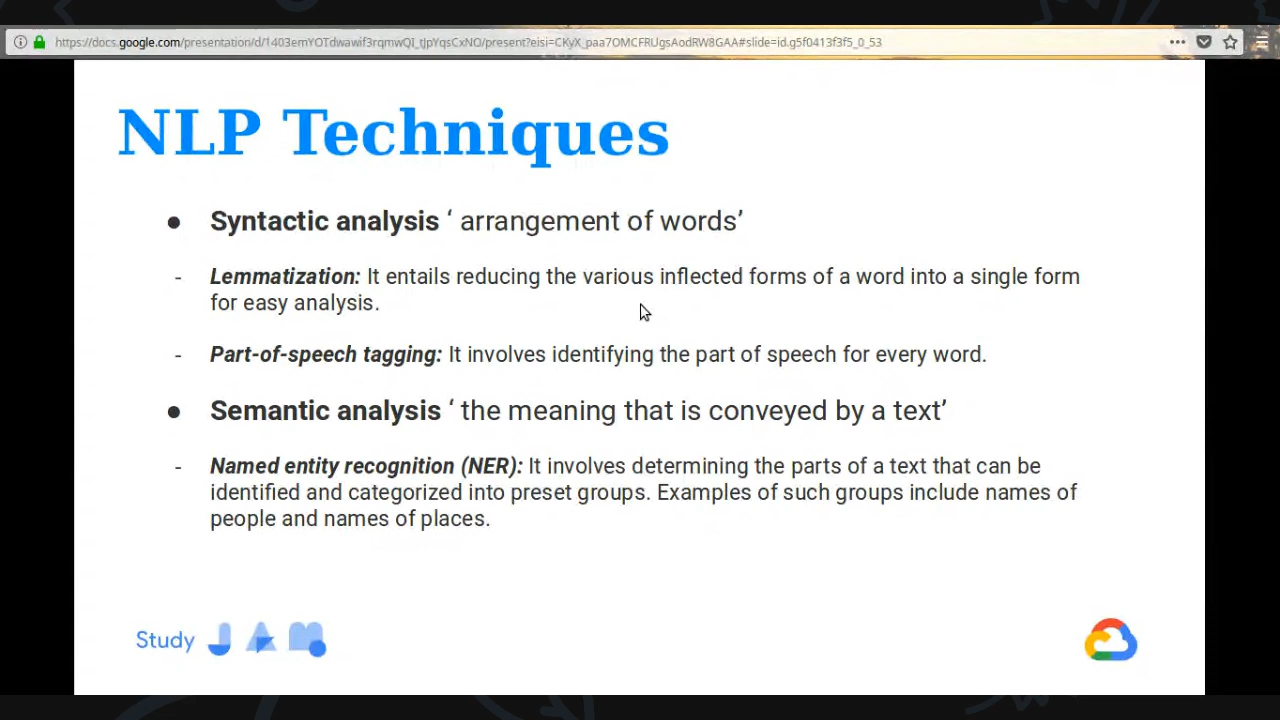 https://docs.google.com/presentation/d/1403emYOTdwawif3rqmwQI_tJpYqsCxNO/present?eisi=CKyX_paa7OMCFRUgsAodRW8GAA#slide=id.g5f0413f3f5_0_53
NLP Techniques
● Syntactic analysis ‘ arrangement of words’
- Lemmatization: It entails reducing the various inflected forms of a word into a single form
for easy analysis.
- Part-of-speech tagging: It involves identifying the part of speech for every word.
● Semantic analysis ‘ the meaning that is conveyed by a text’
- Named entity recognition (NER): It involves determining the parts of a text that can be
identified and categorized into preset groups. Examples of such groups include names of
people and names of places.
Study JAM